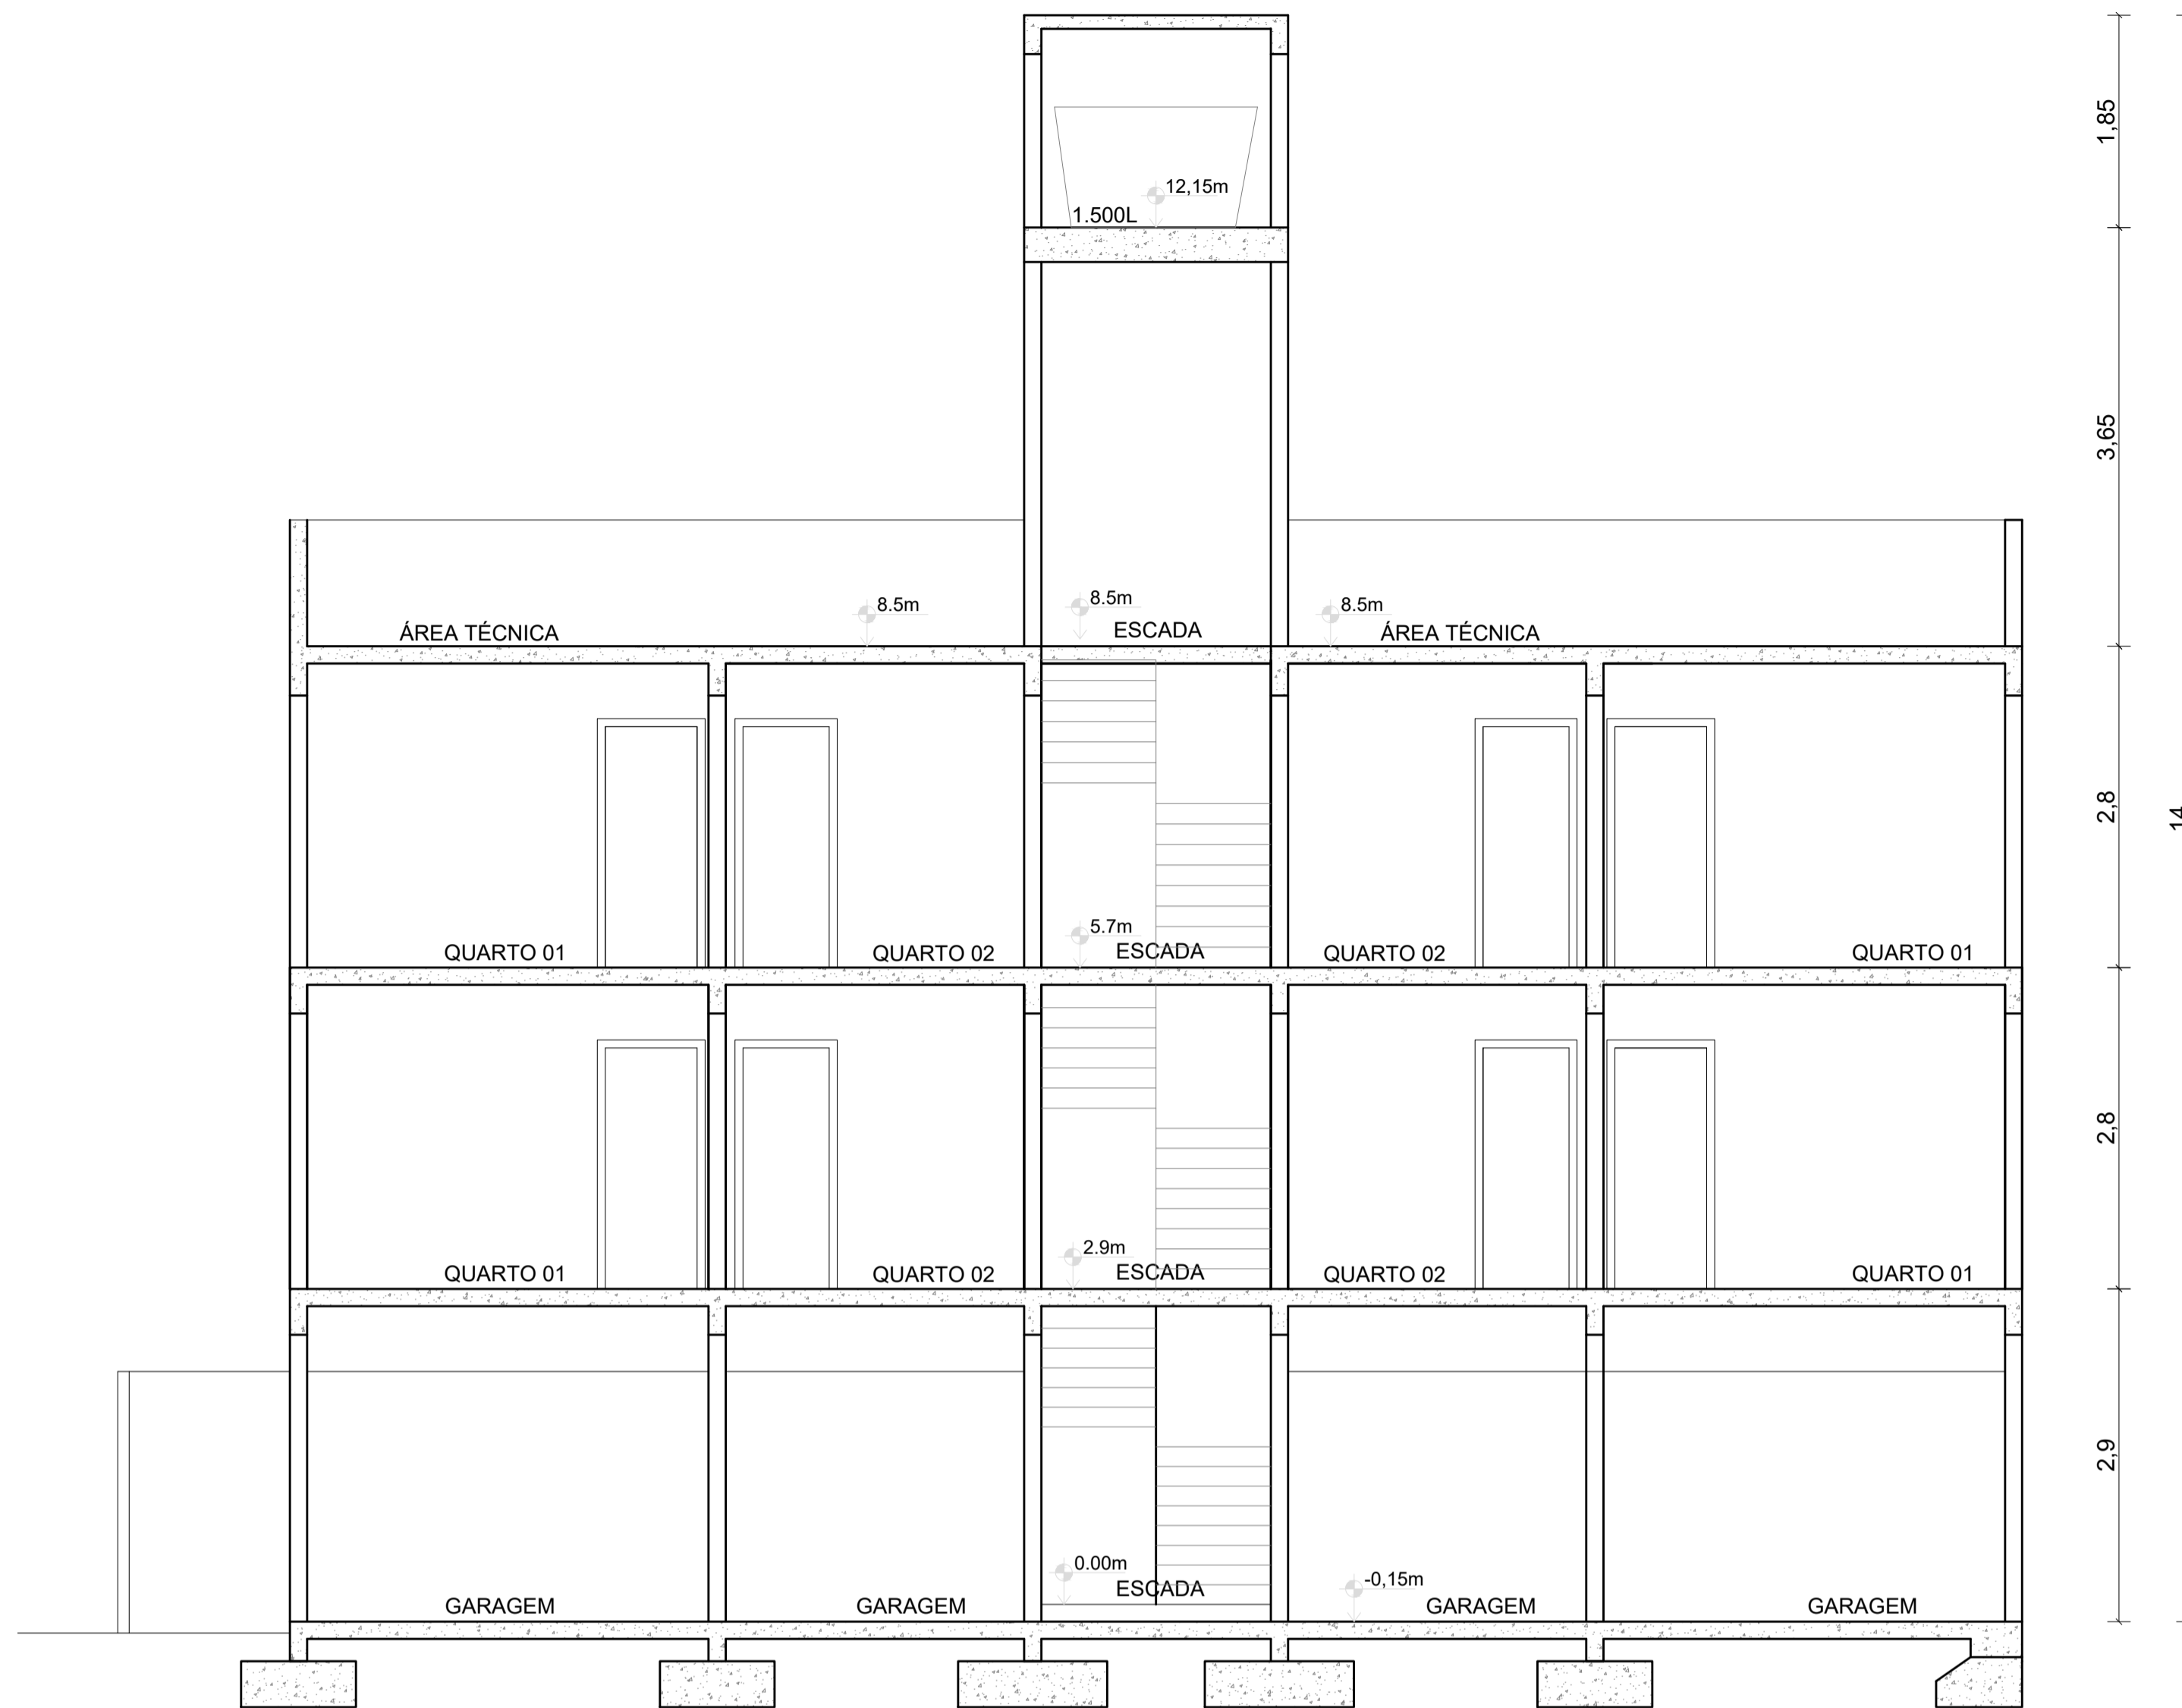 1,85
12,15m
1.500L
3,65
8.5m
8.5m
8.5m
ÁREA TÉCNICA
ESCADA
ÁREA TÉCNICA
2,8
14
5.7m
QUARTO 01
QUARTO 02
ESCADA
QUARTO 02
QUARTO 01
2,8
2.9m
QUARTO 01
QUARTO 02
ESCADA
QUARTO 02
QUARTO 01
2,9
0.00m
-0,15m
ESCADA
GARAGEM
GARAGEM
GARAGEM
GARAGEM